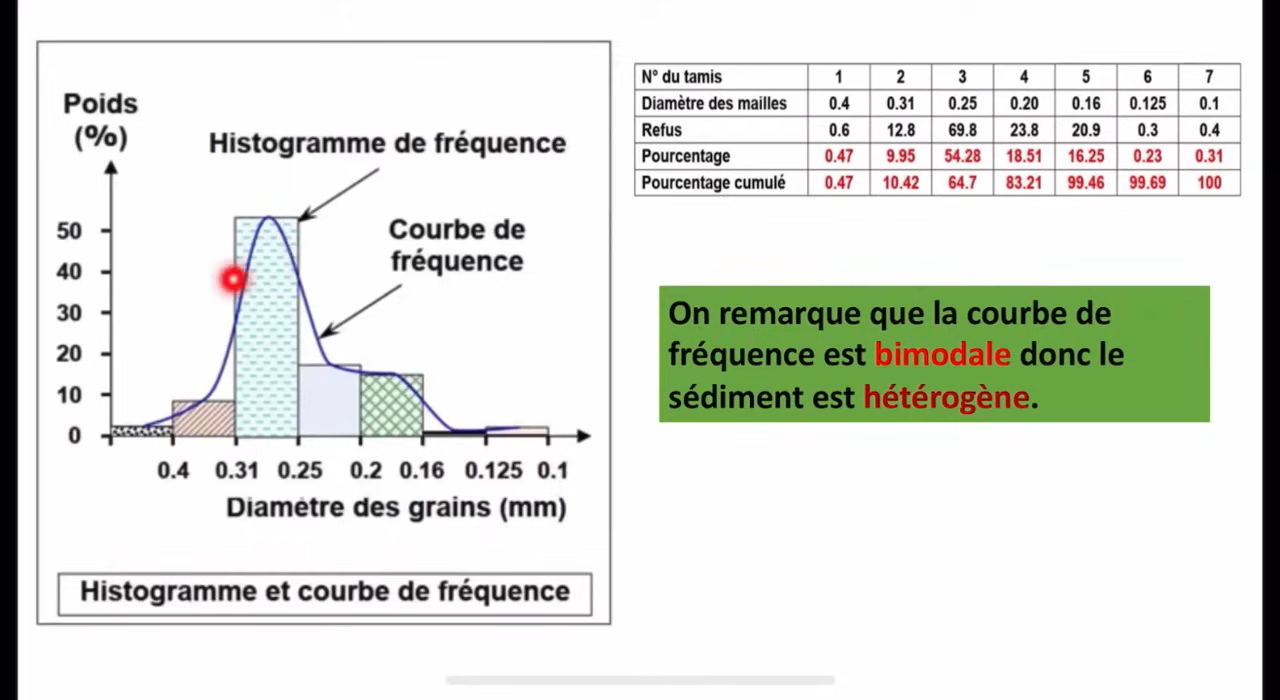 Poids
(%)
Histogramme de fréquence
Courbe de
fréquence
50
40
30
20
10
0
0.4 0.31 0.25 0.2 0.16 0.125 0.1
Diamètre des grains (mm)
Histogramme et courbe de fréquence
N° du tamis 1 2 3 4 5 6 7
Diamètre des mailles 0.4 0.31 0.25 0.20 0.16 0.125 0.1
Refus 0.6 12.8 69.8 23.8 20.9 0.3 0.4
Pourcentage 0.47 9.95 54.28 18.51 16.25 0.23 0.31
Pourcentage cumulé 0.47 10.42 64.7 83.21 99.46 99.69 100
On remarque que la courbe de
fréquence est bimodale donc le
sédiment est hétérogène.